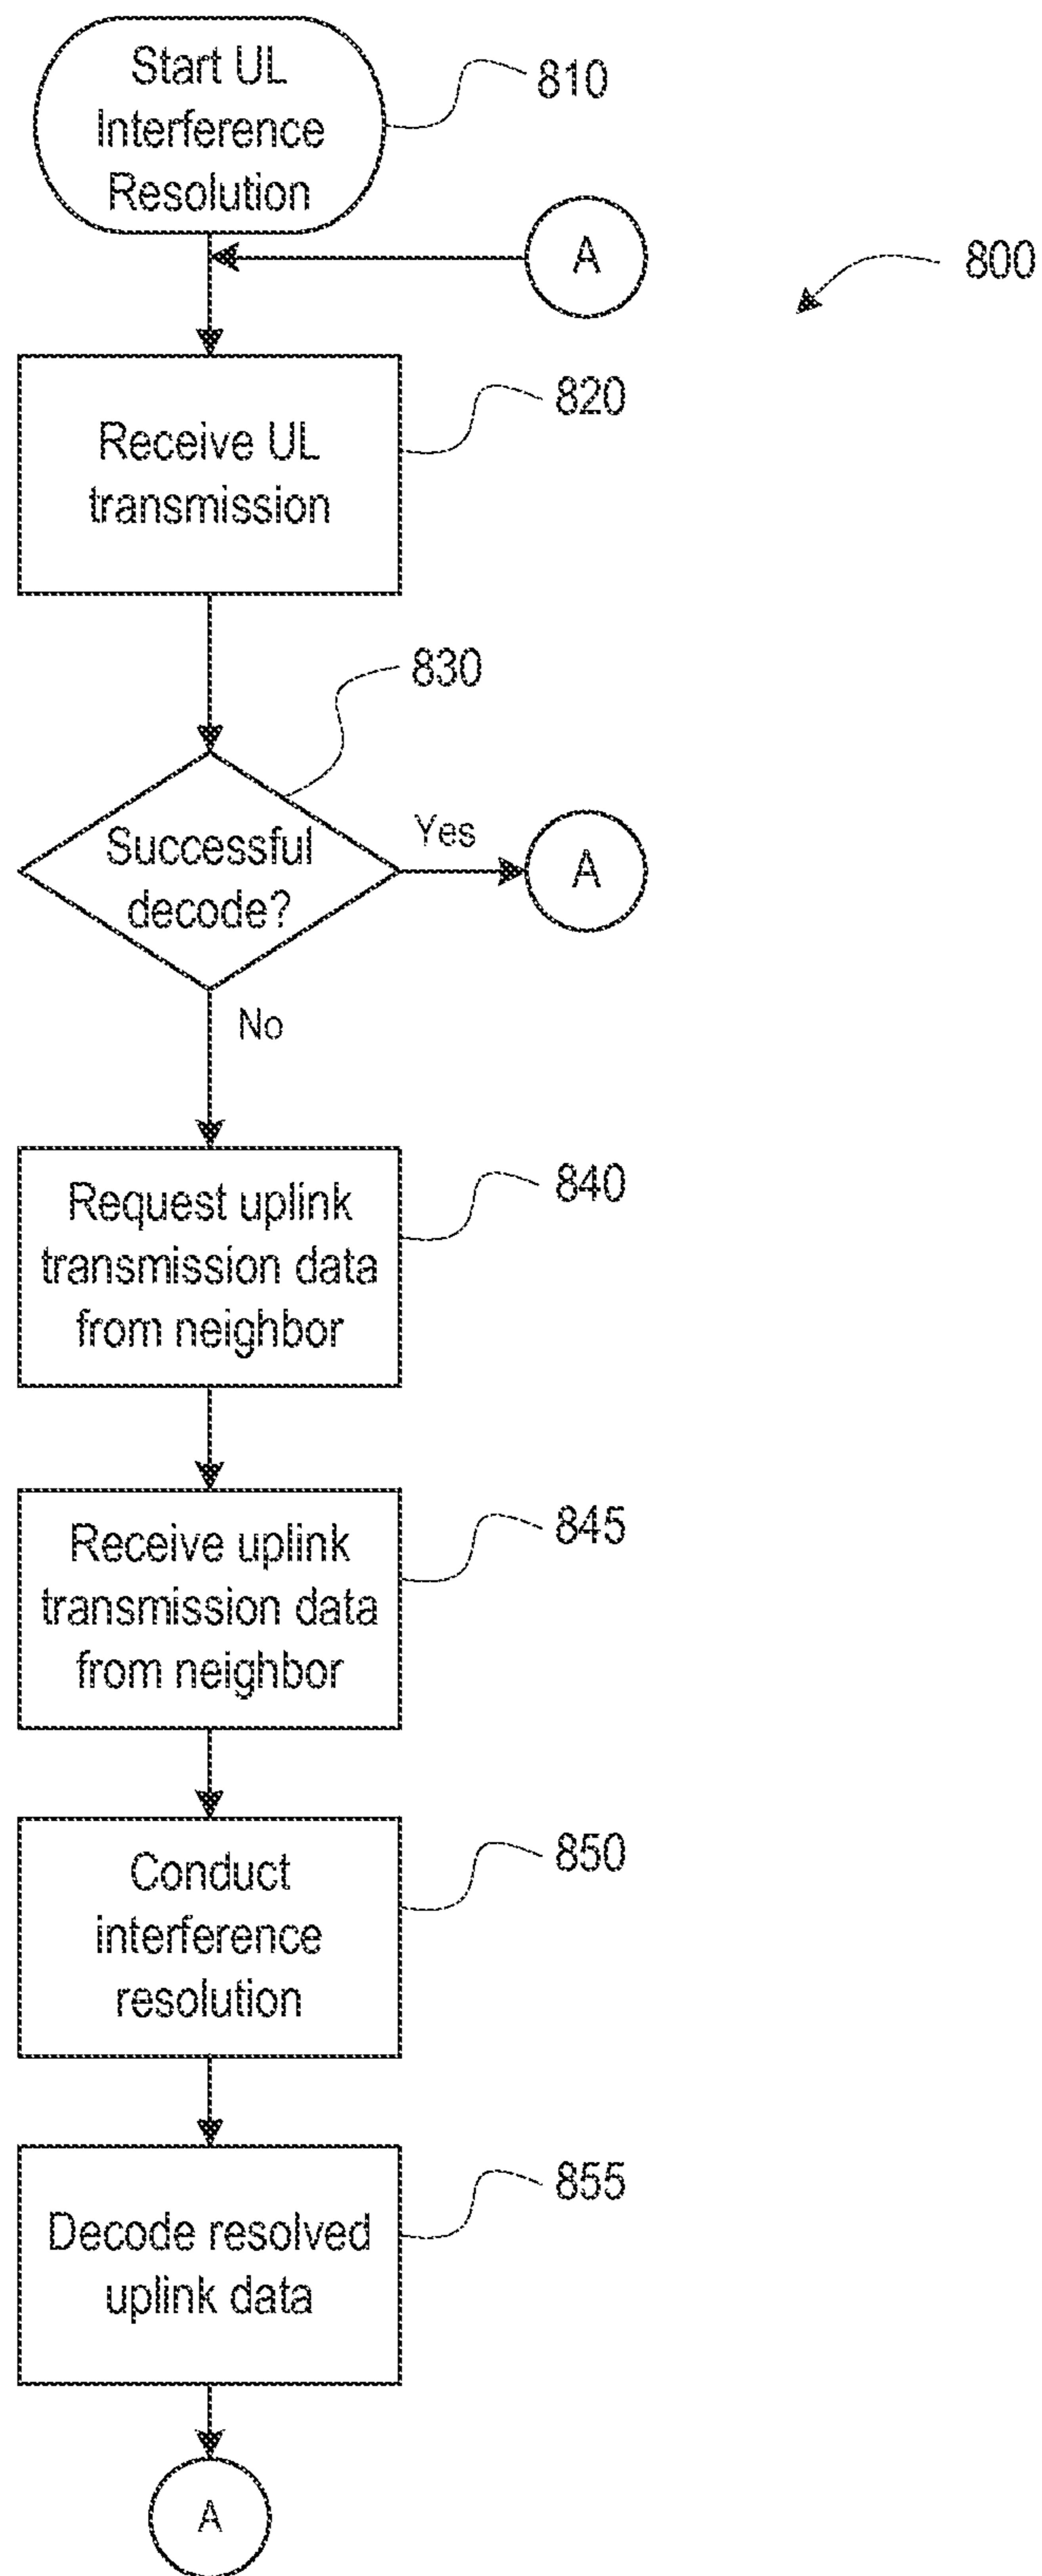 Start UL
Interference
Resolution
810
A
800
Receive UL
transmission
820
830
Successful
decode?
Yes
A
No
Request uplink
transmission data
from neighbor
840
Receive uplink
transmission data
from neighbor
845
Conduct
interference
resolution
850
Decode resolved
uplink data
855
A